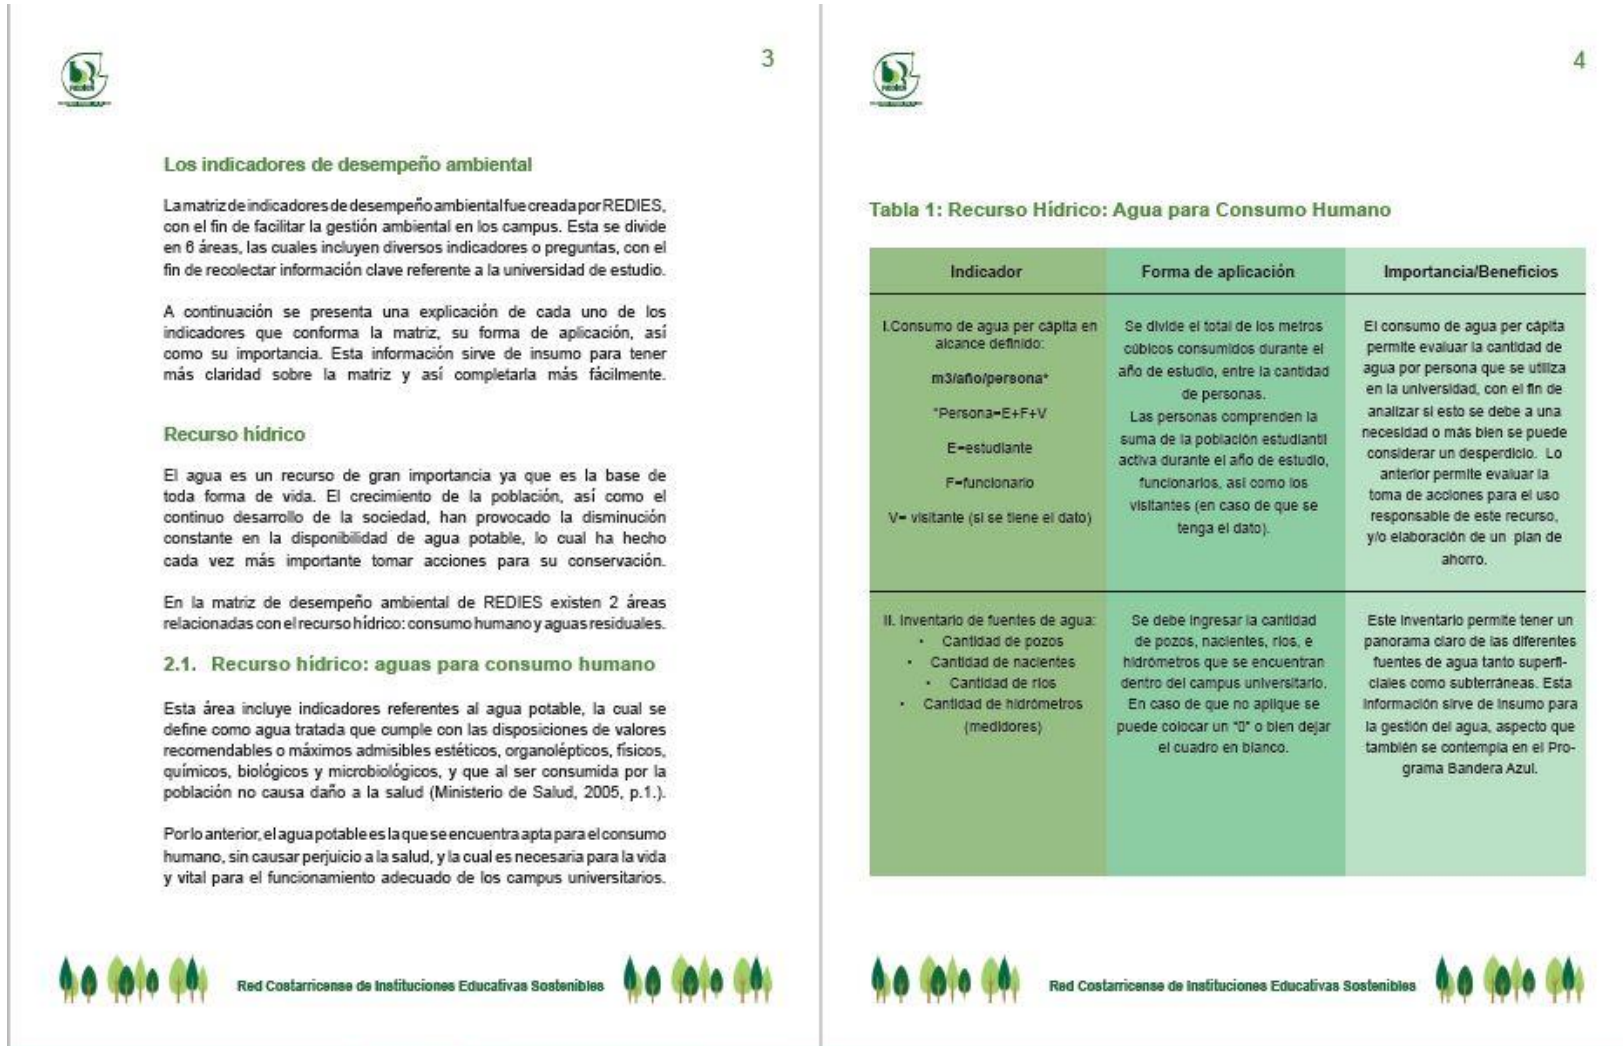 3
Los indicadores de desempeño ambiental
La matriz de indicadores de desempeño ambiental fue creada por REDIES,
con el fin de facilitar la gestión ambiental en los campus. Esta se divide
en 6 áreas, las cuales incluyen diversos indicadores o preguntas, con el
fin de recolectar información clave referente a la universidad de estudio.
A continuación se presenta una explicación de cada uno de los
indicadores que conforma la matriz, su forma de aplicación, así
como su importancia. Esta información sirve de insumo para tener
más claridad sobre la matriz y así completarla más fácilmente.
Recurso hídrico
El agua es un recurso de gran importancia ya que es la base de
toda forma de vida. El crecimiento de la población, así como el
continuo desarrollo de la sociedad, han provocado la disminución
constante en la disponibilidad de agua potable, lo cual ha hecho
cada vez más importante tomar acciones para su conservación.
En la matriz de desempeño ambiental de REDIES existen 2 áreas
relacionadas con el recurso hídrico: consumo humano y aguas residuales.
2.1. Recurso hídrico: aguas para consumo humano
Esta área incluye indicadores referentes al agua potable, la cual se
define como agua tratada que cumple con las disposiciones de valores
recomendables o máximos admisibles estéticos, organolépticos, físicos,
químicos, biológicos y microbiológicos, y que al ser consumida por la
población no causa daño a la salud (Ministerio de Salud, 2005, p.1.).
Por lo anterior, el agua potable es la que se encuentra apta para el consumo
humano, sin causar perjuicio a la salud, y la cual es necesaria para la vida
y vital para el funcionamiento adecuado de los campus universitarios.
Red Costarricense de Instituciones Educativas Sostenibles
4
Tabla 1: Recurso Hídrico: Agua para Consumo Humano
Indicador
Forma de aplicación
Importancia/Beneficios
I.Consumo de agua per cápita en
alcance definido:
m3/año/persona*
*Persona=E+F+V
E=estudiante
F=funcionario
V= visitante (si se tiene el dato)
Se divide el total de los metros
cúbicos consumidos durante el
año de estudio, entre la cantidad
de personas.
Las personas comprenden la
suma de la población estudiantil
activa durante el año de estudio,
funcionarios, así como los
visitantes (en caso de que se
tenga el dato).
El consumo de agua per cápita
permite evaluar la cantidad de
agua por persona que se utiliza
en la universidad, con el fin de
analizar si esto se debe a una
necesidad o más bien se puede
considerar un desperdicio. Lo
anterior permite evaluar la
toma de acciones para el uso
responsable de este recurso,
y/o elaboración de un plan de
ahorro.
II. Inventario de fuentes de agua:
• Cantidad de pozos
• Cantidad de nacientes
• Cantidad de ríos
• Cantidad de hidrómetros
(medidores)
Se debe ingresar la cantidad
de pozos, nacientes, ríos, e
hidrómetros que se encuentran
dentro del campus universitario.
En caso de que no aplique se
puede colocar un "0" o bien dejar
el cuadro en blanco.
Este inventario permite tener un
panorama claro de las diferentes
fuentes de agua tanto superfi-
ciales como subterráneas. Esta
información sirve de insumo para
la gestión del agua, aspecto que
también se contempla en el Pro-
grama Bandera Azul.
Red Costarricense de Instituciones Educativas Sostenibles